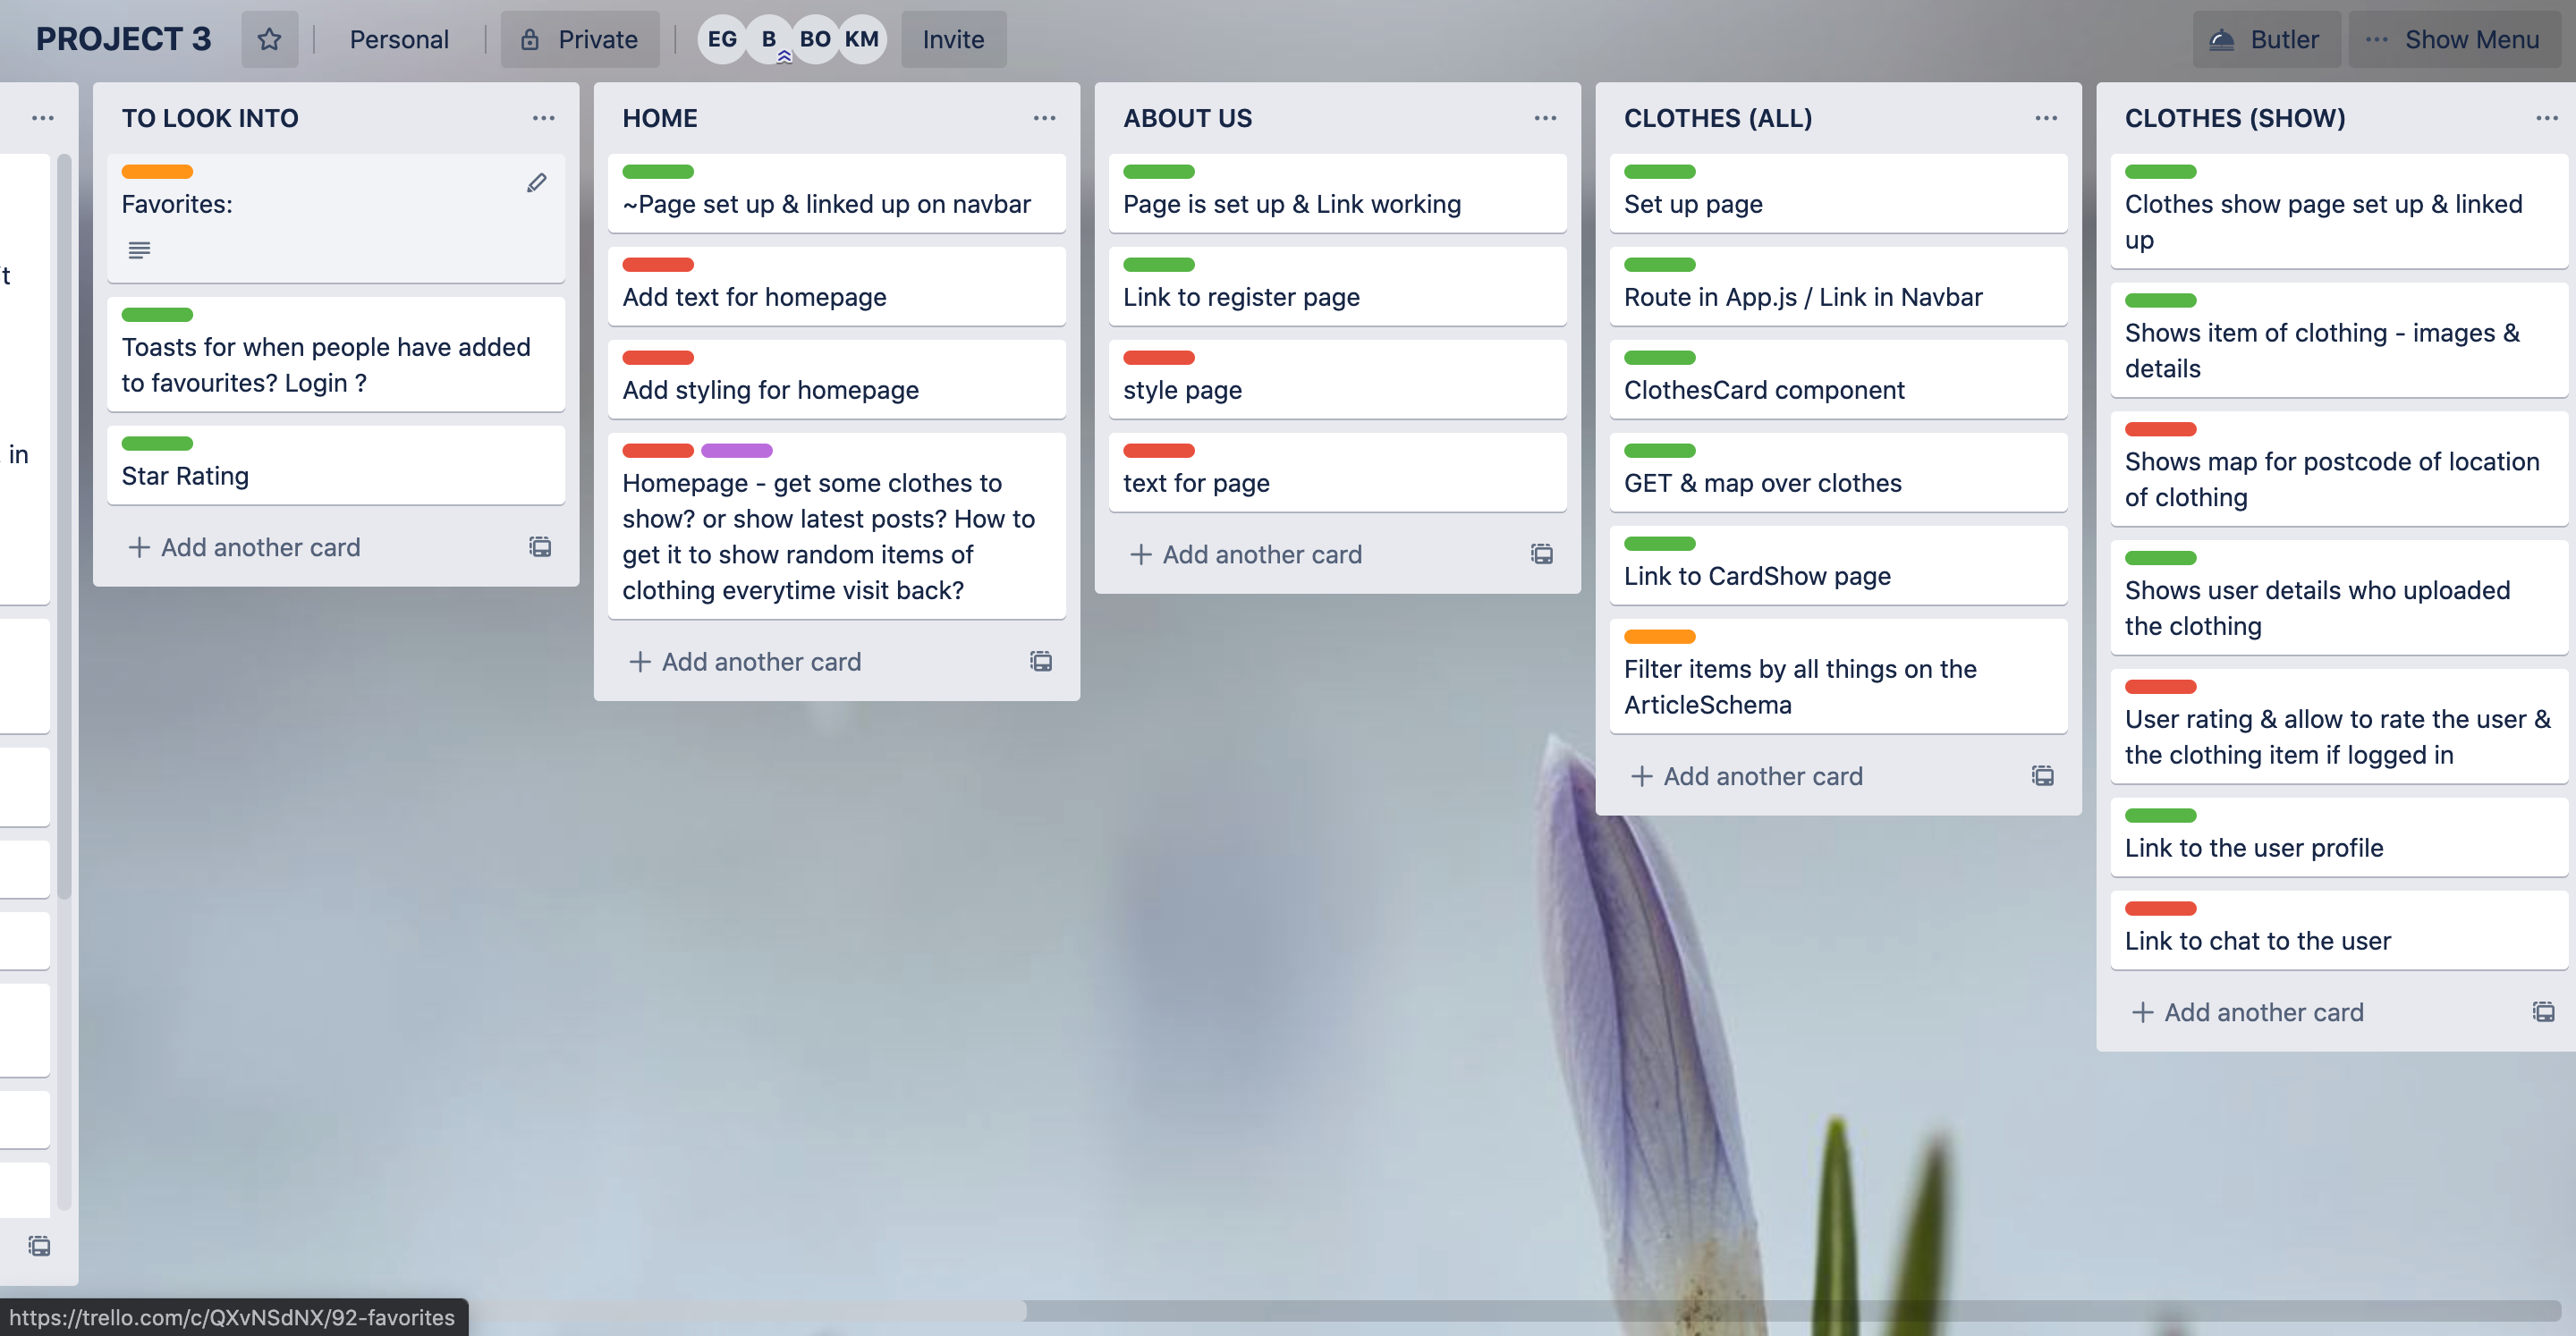 PROJECT 3
Personal
Private
EG
B
BO
KM
Invite
Butler
Show Menu
't
in
TO LOOK INTO
Favorites:
Toasts for when people have added
to favourites? Login ?
Star Rating
Add another card
HOME
~Page set up & linked up on navbar
Add text for homepage
Add styling for homepage
Homepage - get some clothes to
show? or show latest posts? How to
get it to show random items of
clothing everytime visit back?
Add another card
ABOUT US
Page is set up & Link working
Link to register page
style page
text for page
Add another card
CLOTHES (ALL)
Set up page
Route in App.js / Link in Navbar
ClothesCard component
GET & map over clothes
Link to CardShow page
Filter items by all things on the
ArticleSchema
Add another card
CLOTHES (SHOW)
Clothes show page set up & linked
up
Shows item of clothing - images &
details
Shows map for postcode of location
of clothing
Shows user details who uploaded
the clothing
User rating & allow to rate the user &
the clothing item if logged in
Link to the user profile
Link to chat to the user
Add another card
https://trello.com/c/QXvNSdNX/92-favorites